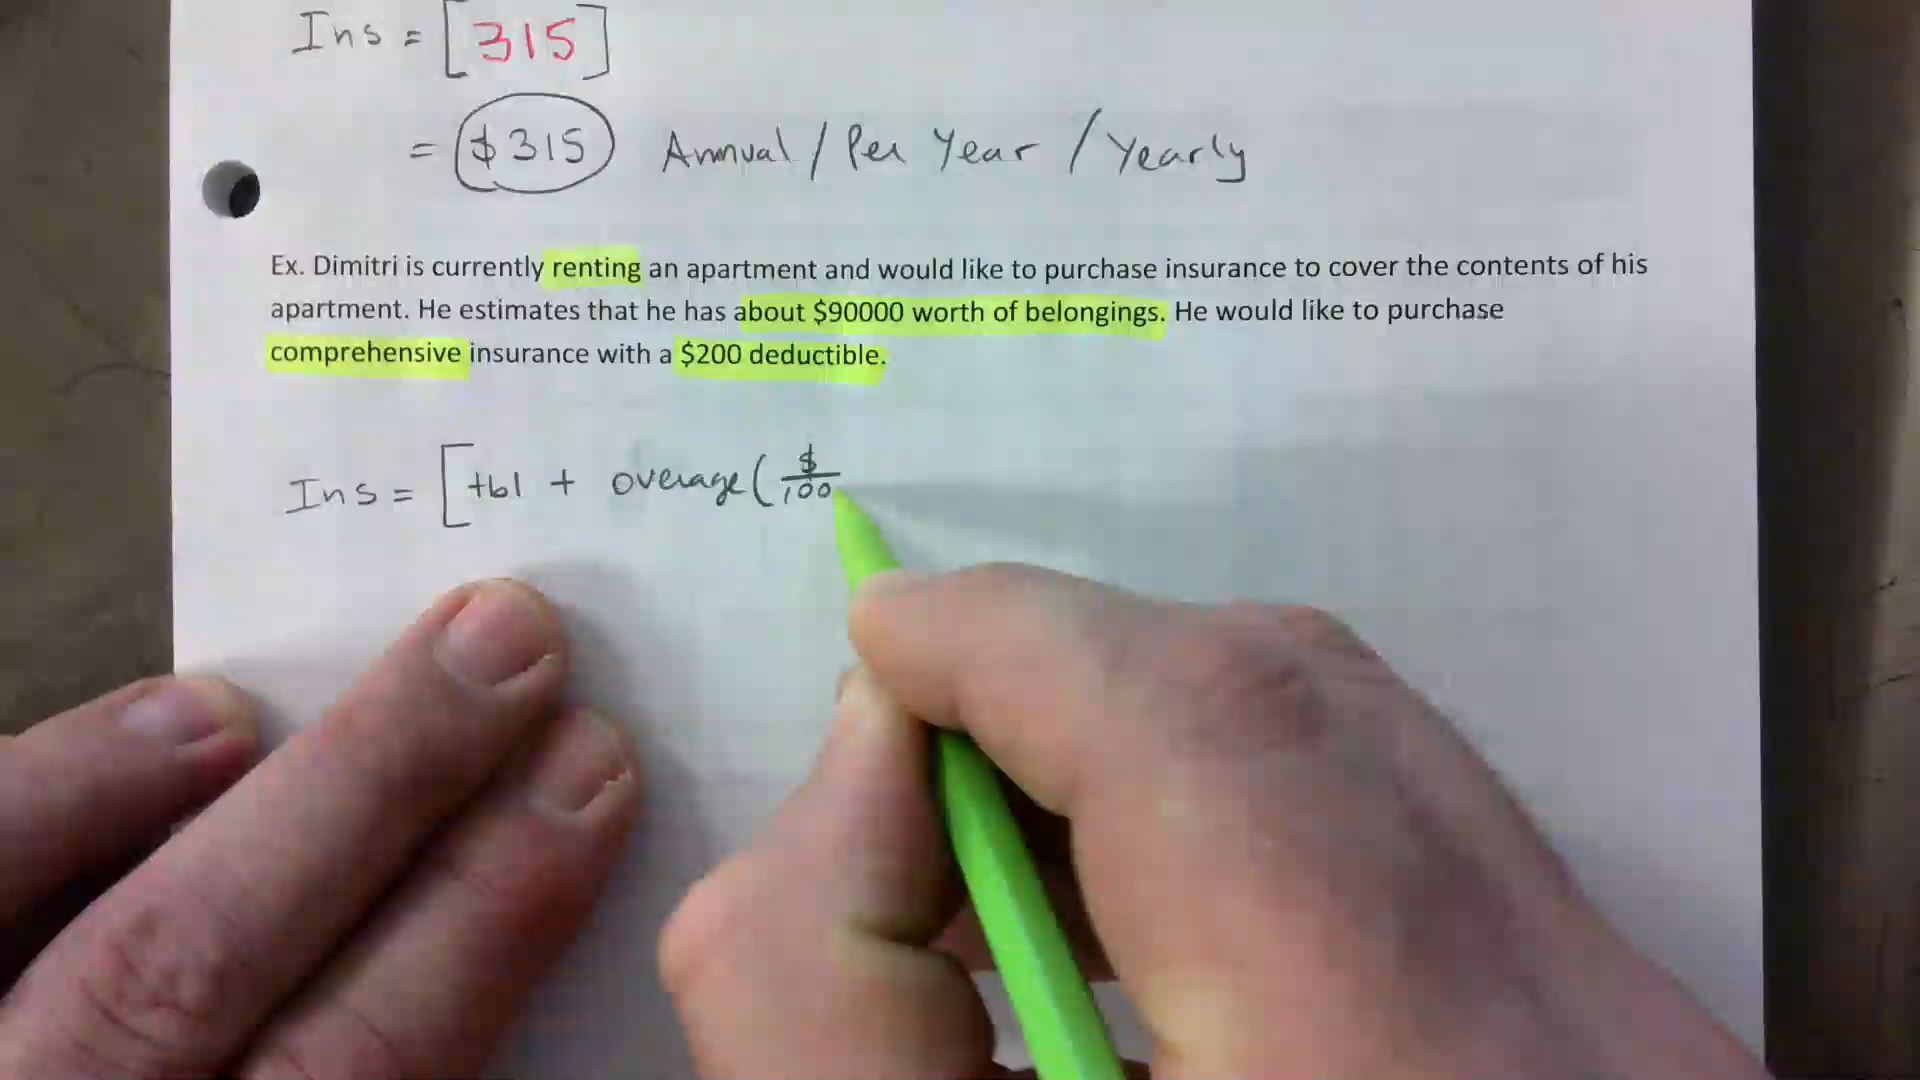 Ins = [315]
= $315 Annual / Per Year / Yearly
Ex. Dimitri is currently renting an apartment and would like to purchase insurance to cover the contents of his
apartment. He estimates that he has about $90000 worth of belongings. He would like to purchase
comprehensive insurance with a $200 deductible.
Ins = [tbl + overage($/100